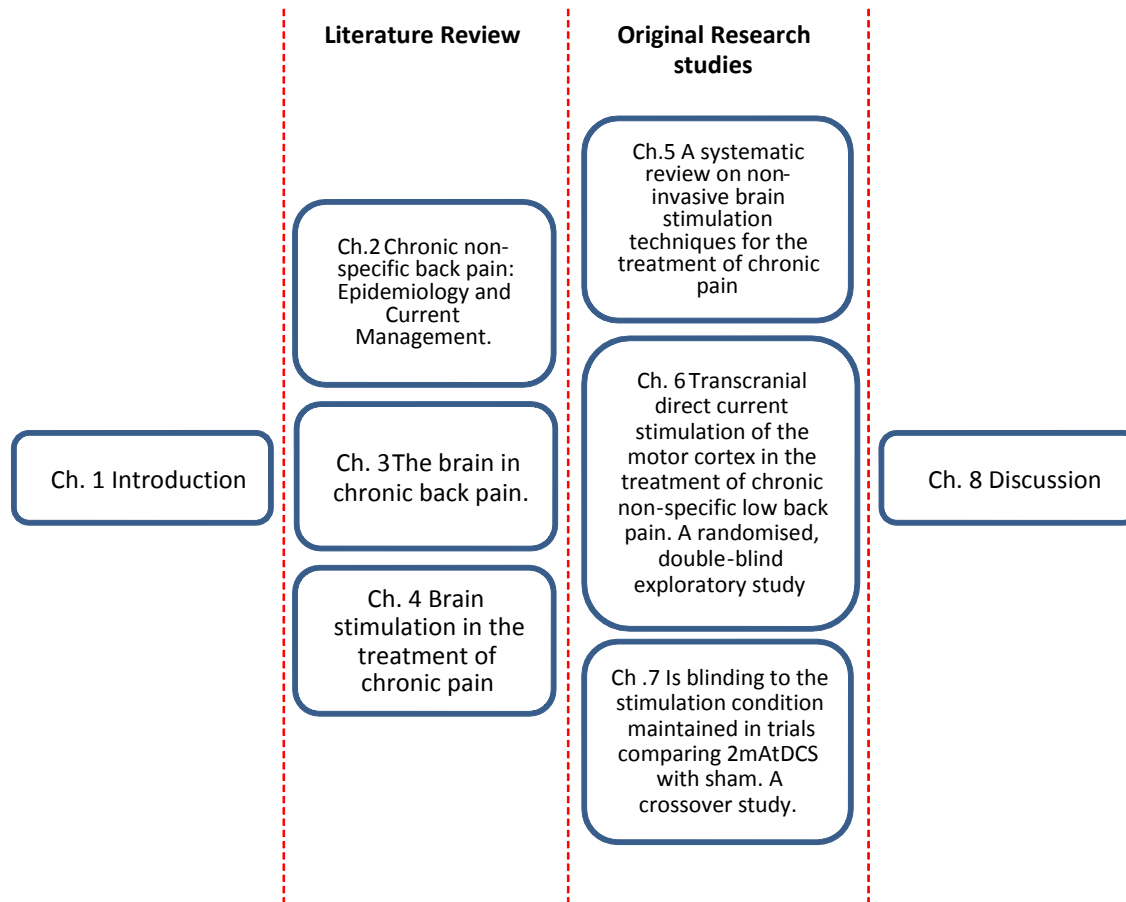 Literature Review
Original Research
studies
Ch. 1 Introduction
Ch.2 Chronic non-
specific back pain:
Epidemiology and
Current
Management.
Ch. 3 The brain in
chronic back pain.
Ch. 4 Brain
stimulation in the
treatment of
chronic pain
Ch.5 A systematic
review on non-
invasive brain
stimulation
techniques for the
treatment of chronic
pain
Ch. 6 Transcranial
direct current
stimulation of the
motor cortex in the
treatment of chronic
non-specific low back
pain. A randomised,
double-blind
exploratory study
Ch .7 Is blinding to the
stimulation condition
maintained in trials
comparing 2mAtDCS
with sham. A
crossover study.
Ch. 8 Discussion